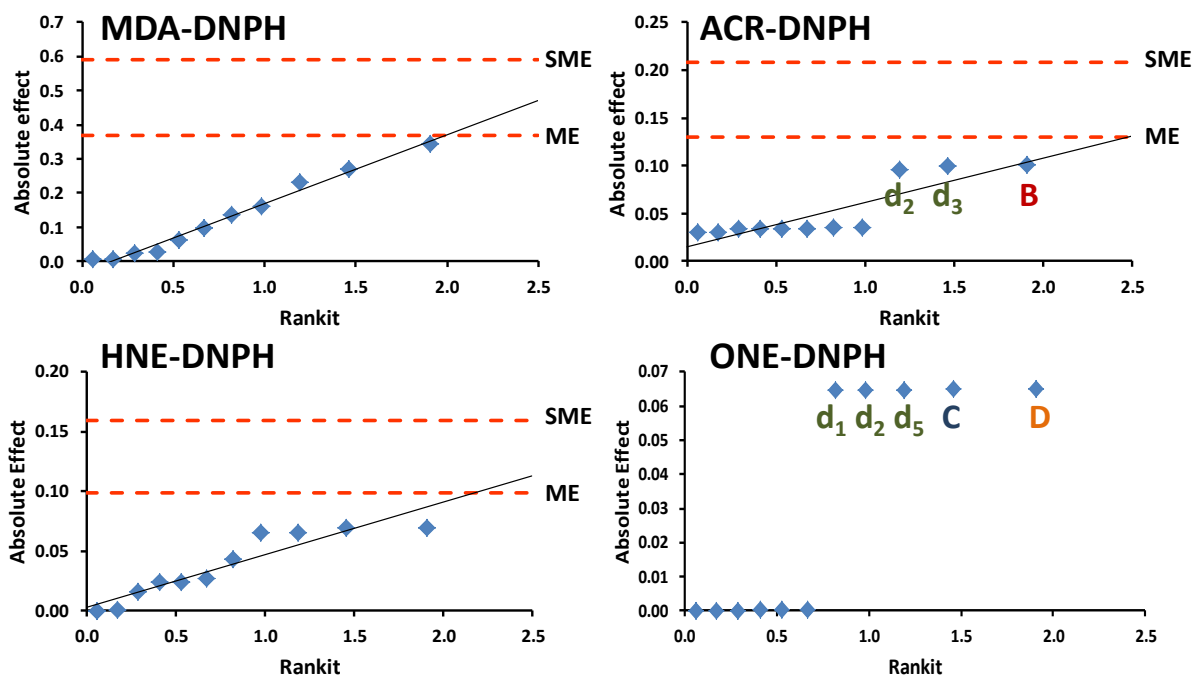 MDA-DNPH
Absolute effect
0.7
0.6
0.5
0.4
0.3
0.2
0.1
0.0
SME
ME
0.0 0.5 1.0 1.5 2.0 2.5
Rankit
ACR-DNPH
Absolute effect
0.25
0.20
0.15
0.10
0.05
0.00
SME
ME
d2 d3 B
0.0 0.5 1.0 1.5 2.0 2.5
Rankit
HNE-DNPH
Absolute Effect
0.20
0.15
0.10
0.05
0.00
SME
ME
0.0 0.5 1.0 1.5 2.0 2.5
Rankit
ONE-DNPH
Absolute Effect
0.07
0.06
0.05
0.04
0.03
0.02
0.01
0.00
d1 d2 d5 C D
0.0 0.5 1.0 1.5 2.0 2.5
Rankit